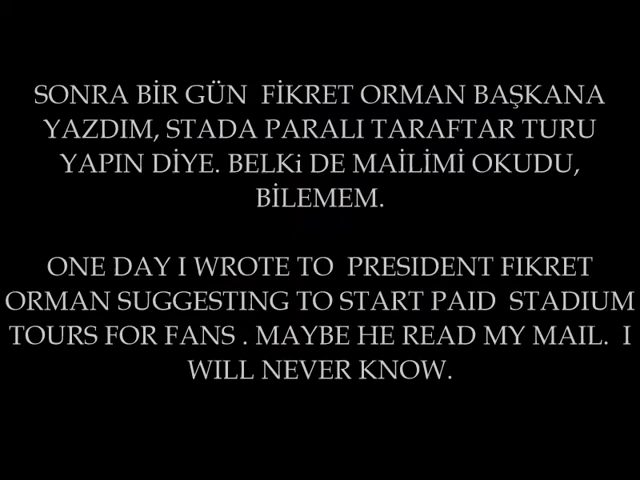 SONRA BİR GÜN FİKRET ORMAN BAŞKANA
YAZDIM, STADA PARALI TARAFTAR TURU
YAPIN DİYE. BELKi DE MAİLİMİ OKUDU,
BİLEMEM.
ONE DAY I WROTE TO PRESIDENT FIKRET
ORMAN SUGGESTING TO START PAID STADIUM
TOURS FOR FANS . MAYBE HE READ MY MAIL. I
WILL NEVER KNOW.